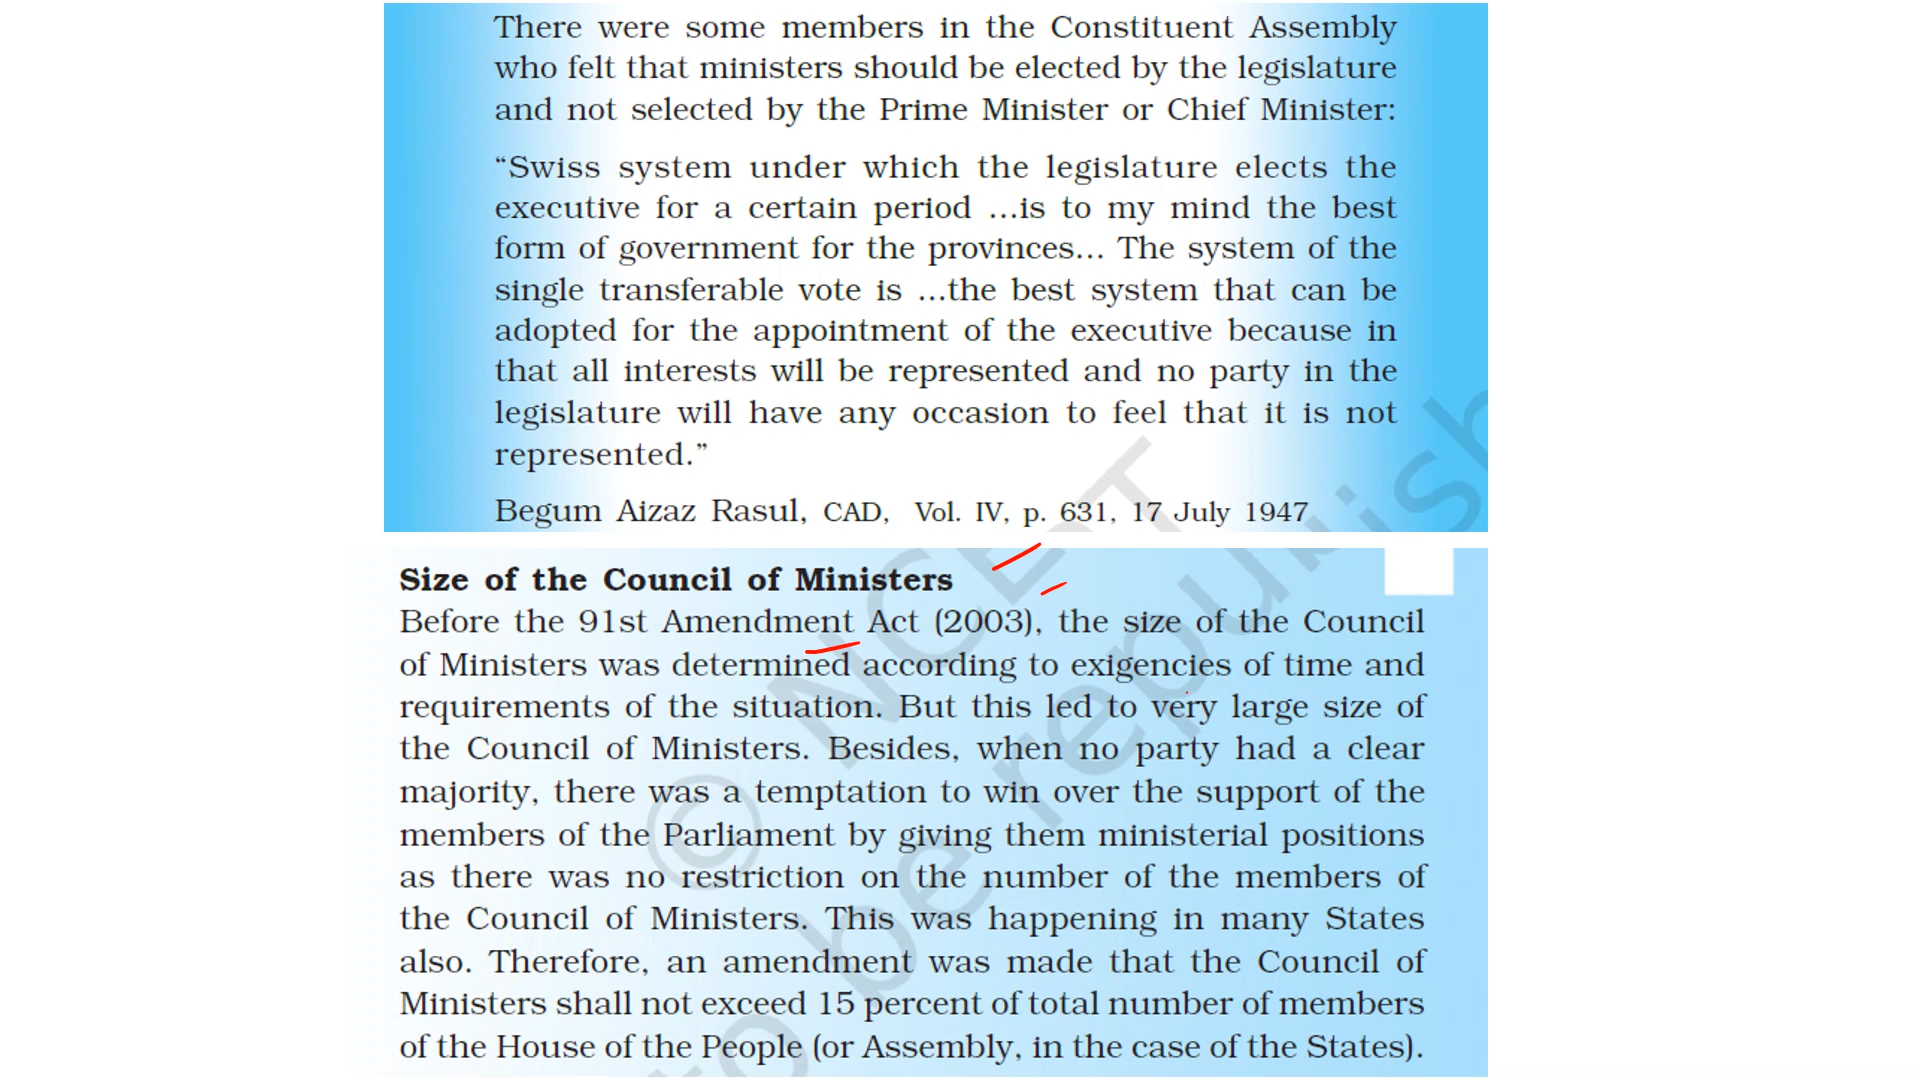 There were some members in the Constituent Assembly
who felt that ministers should be elected by the legislature
and not selected by the Prime Minister or Chief Minister:
“Swiss system under which the legislature elects the
executive for a certain period ...is to my mind the best
form of government for the provinces... The system of the
single transferable vote is ...the best system that can be
adopted for the appointment of the executive because in
that all interests will be represented and no party in the
legislature will have any occasion to feel that it is not
represented.”
Begum Aizaz Rasul, CAD, Vol. IV, p. 631, 17 July 1947
Size of the Council of Ministers
Before the 91st Amendment Act (2003), the size of the Council
of Ministers was determined according to exigencies of time and
requirements of the situation. But this led to very large size of
the Council of Ministers. Besides, when no party had a clear
majority, there was a temptation to win over the support of the
members of the Parliament by giving them ministerial positions
as there was no restriction on the number of the members of
the Council of Ministers. This was happening in many States
also. Therefore, an amendment was made that the Council of
Ministers shall not exceed 15 percent of total number of members
of the House of the People (or Assembly, in the case of the States).
© NCERT
to be republish